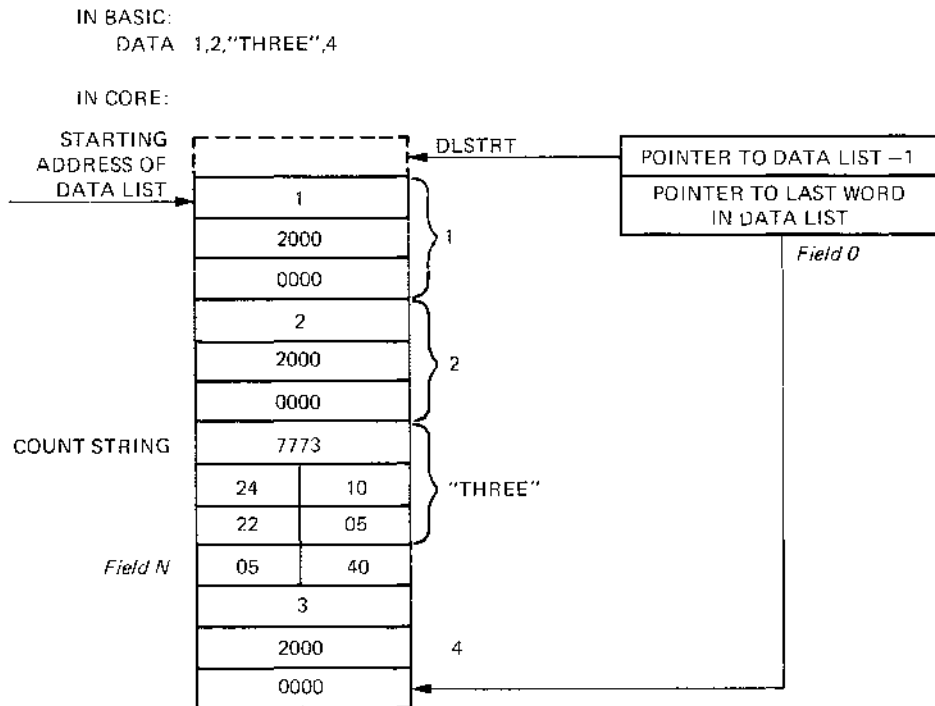 IN BASIC:
DATA 1,2,"THREE",4
IN CORE:
STARTING
ADDRESS OF
DATA LIST
DLSTRT
POINTER TO DATA LIST –1
POINTER TO LAST WORD
IN DATA LIST
Field 0
1
2000
0000
1
2
2000
0000
2
COUNT STRING
7773
24 10
22 05
"THREE"
Field N
05 40
3
2000
0000
4